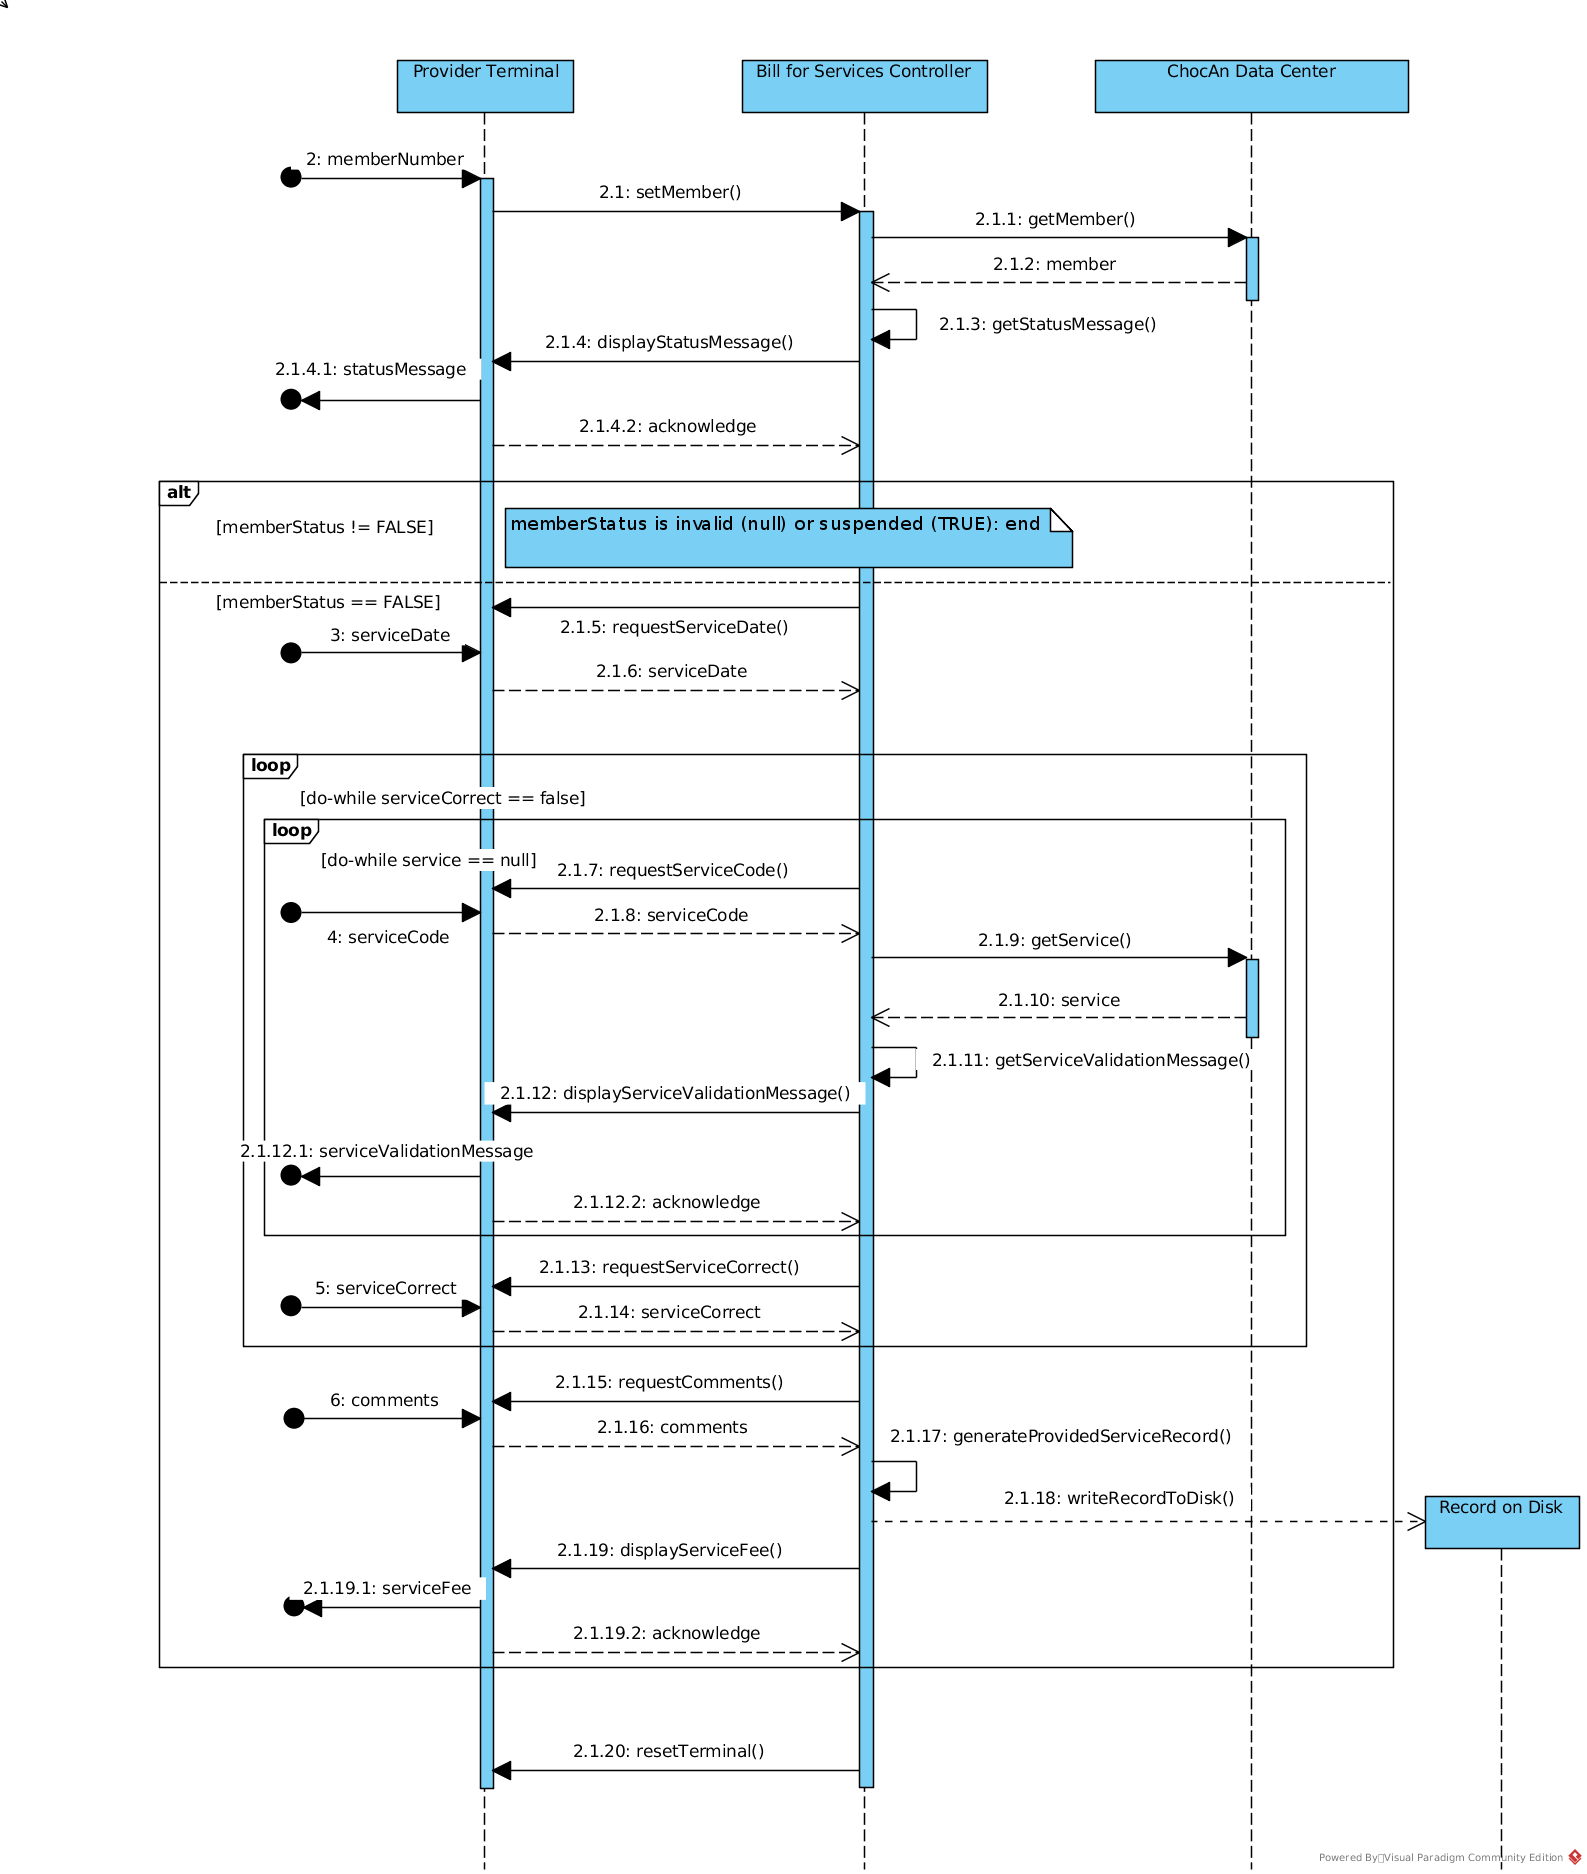 Provider Terminal
Bill for Services Controller
ChocAn Data Center
2: memberNumber
2.1: setMember()
2.1.1: getMember()
2.1.2: member
2.1.3: getStatusMessage()
2.1.4: displayStatusMessage()
2.1.4.1: statusMessage
2.1.4.2: acknowledge
alt
[memberStatus != FALSE]
memberStatus is invalid (null) or suspended (TRUE): end
[memberStatus == FALSE]
2.1.5: requestServiceDate()
3: serviceDate
2.1.6: serviceDate
loop
[do-while serviceCorrect == false]
loop
[do-while service == null]
2.1.7: requestServiceCode()
2.1.8: serviceCode
4: serviceCode
2.1.9: getService()
2.1.10: service
2.1.11: getServiceValidationMessage()
2.1.12: displayServiceValidationMessage()
2.1.12.1: serviceValidationMessage
2.1.12.2: acknowledge
2.1.13: requestServiceCorrect()
5: serviceCorrect
2.1.14: serviceCorrect
2.1.15: requestComments()
6: comments
2.1.16: comments
2.1.17: generateProvidedServiceRecord()
2.1.18: writeRecordToDisk()
Record on Disk
2.1.19: displayServiceFee()
2.1.19.1: serviceFee
2.1.19.2: acknowledge
2.1.20: resetTerminal()
Powered By Visual Paradigm Community Edition